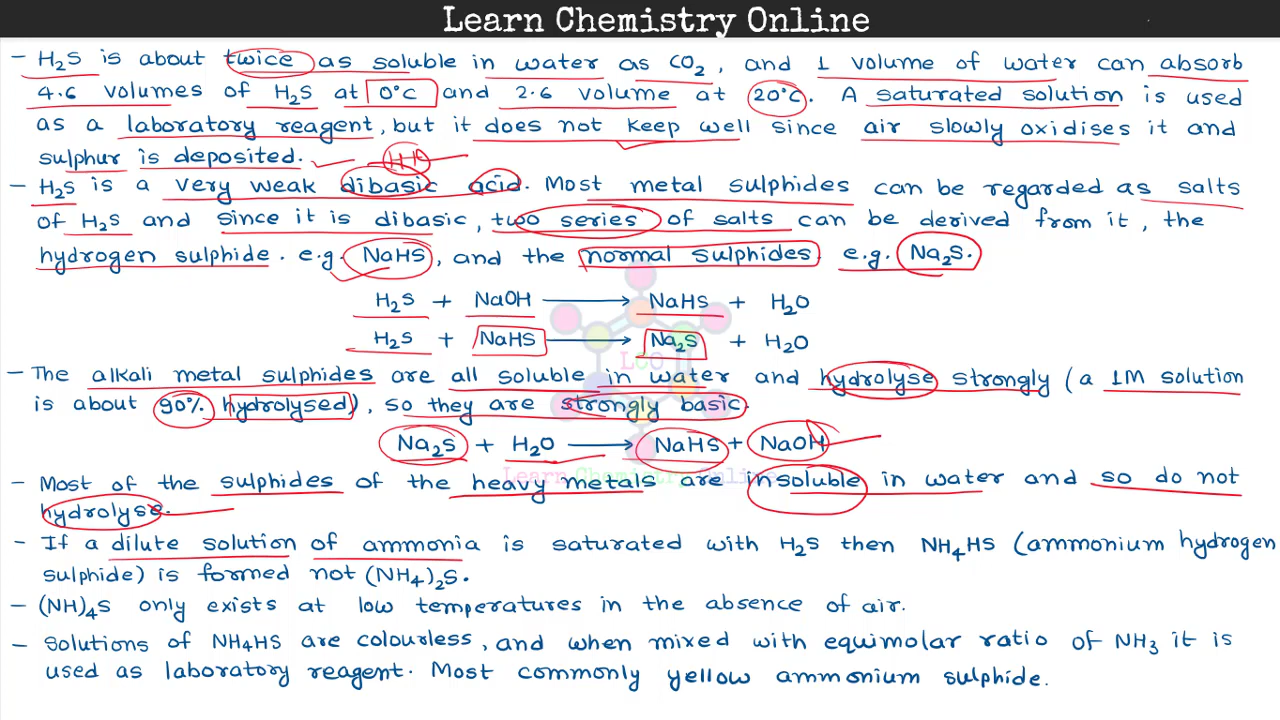 Learn Chemistry Online
- H2S is about twice as soluble in water as CO2, and 1 volume of water can absorb
4.6 volumes of H2S at 0°C and 2.6 volume at 20°C. A saturated solution is used
as a laboratory reagent, but it does not keep well since air slowly oxidises it and
sulphur is deposited.
- H2S is a very weak dibasic acid. Most metal sulphides can be regarded as salts
of H2S and since it is dibasic, two series of salts can be derived from it, the
hydrogen sulphide. e.g. NaHS, and the normal sulphides. e.g. Na2S.
H2S + NaOH → NaHS + H2O
H2S + NaHS → Na2S + H2O
LCO
- The alkali metal sulphides are all soluble in water and hydrolyse strongly (a 1M solution
is about 90% hydrolysed), so they are strongly basic.
Na2S + H2O → NaHS + NaOH
Learn Chemistry Online
- Most of the sulphides of the heavy metals are insoluble in water and so do not
hydrolyse.
- If a dilute solution of ammonia is saturated with H2S then NH4HS (ammonium hydrogen
sulphide) is formed not (NH4)2S.
- (NH)4S only exists at low temperatures in the absence of air.
- Solutions of NH4HS are colourless, and when mixed with equimolar ratio of NH3 it is
used as laboratory reagent. Most commonly yellow ammonium sulphide.